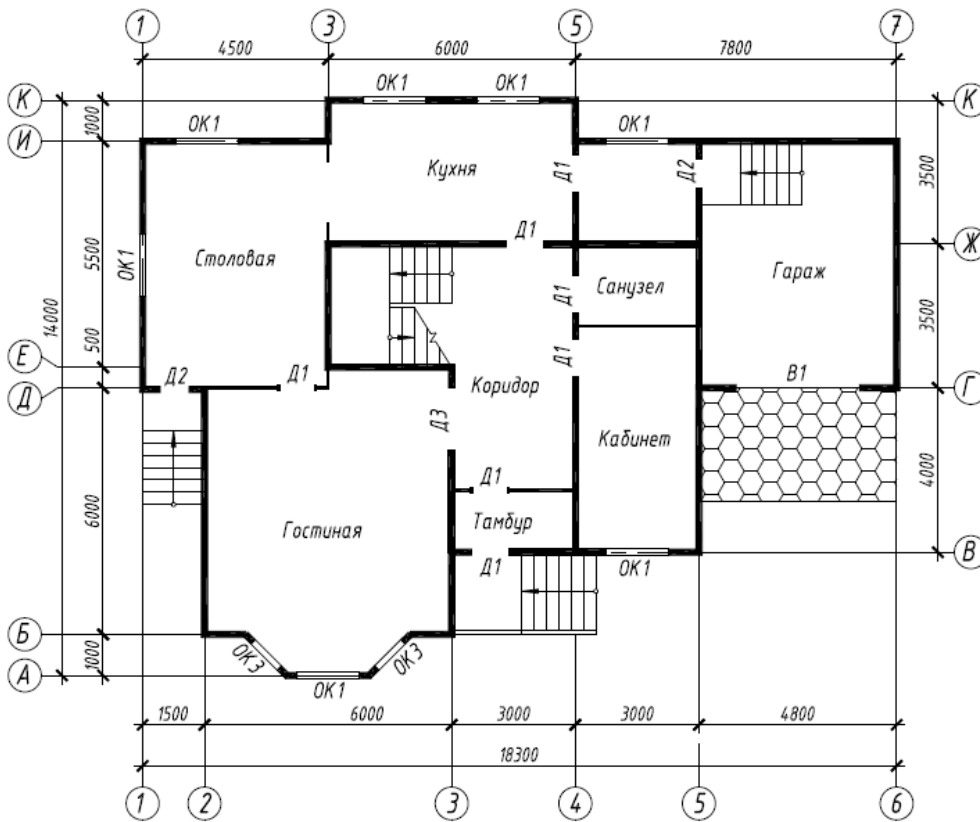 1 3 5 7
4500 6000 7800
К ОК1 ОК1 К
1000
И ОК1 ОК1
Кухня Д1 Д2 3500
Д1 Ж
5500 ОК1 Столовая Д1 Санузел Гараж
14000 3500
Е 500 Д1
Д Д2 Д1 Коридор В1 Г
Д3
Кабинет 4000
Д1
6000 Гостиная Тамбур
Д1 ОК1 В
Б
1000 ОК3 ОК3
А ОК1
1500 6000 3000 3000 4800
18300
1 2 3 4 5 6